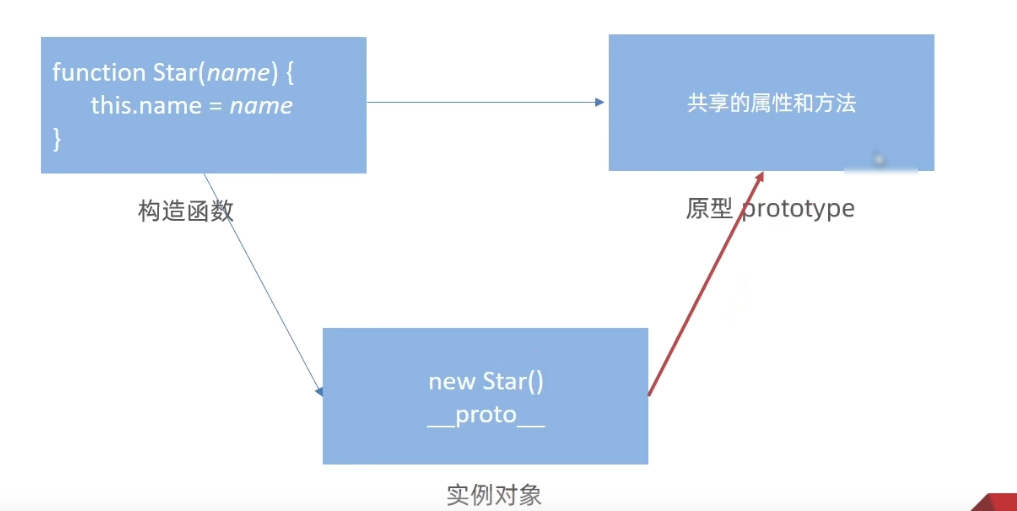 function Star(name) {
this.name = name
}
共享的属性和方法
构造函数
原型 prototype
new Star()
__proto__
实例对象